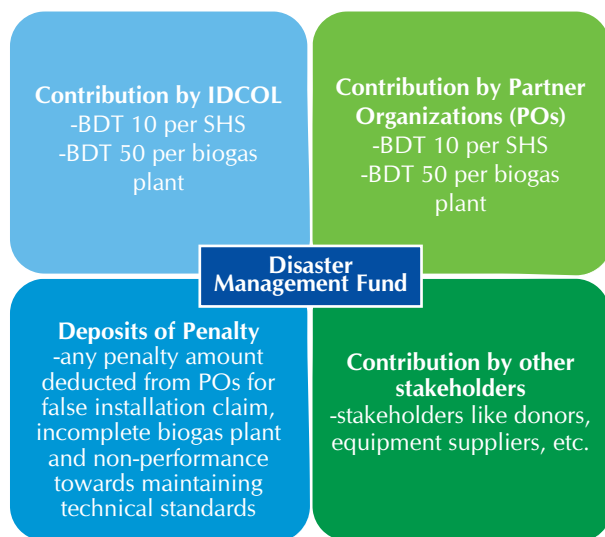 Contribution by IDCOL
-BDT 10 per SHS
-BDT 50 per biogas
plant
Contribution by Partner
Organizations (POs)
-BDT 10 per SHS
-BDT 50 per biogas
plant
Disaster
Management Fund
Deposits of Penalty
-any penalty amount
deducted from POs for
false installation claim,
incomplete biogas plant
and non-performance
towards maintaining
technical standards
Contribution by other
stakeholders
-stakeholders like donors,
equipment suppliers, etc.